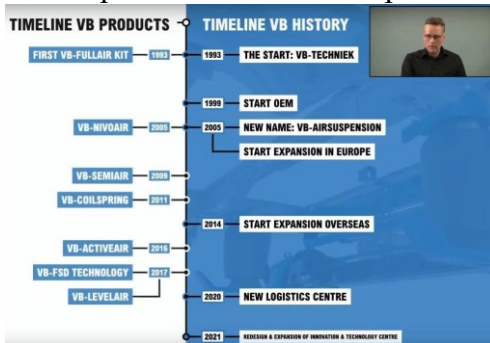 TIMELINE VB PRODUCTS
TIMELINE VB HISTORY
FIRST VB-FULLAIR KIT 1993
1993 THE START: VB-TECHNIEK
1999 START OEM
VB-NIVOAIR 2005
2005 NEW NAME: VB-AIRSUSPENSION
START EXPANSION IN EUROPE
VB-SEMIAIR 2009
VB-COILSPRING 2011
2014 START EXPANSION OVERSEAS
VB-ACTIVEAIR 2016
VB-FSD TECHNOLOGY 2017
VB-LEVELAIR
2020 NEW LOGISTICS CENTRE
2021 REDESIGN & EXPANSION OF INNOVATION & TECHNOLOGY CENTRE